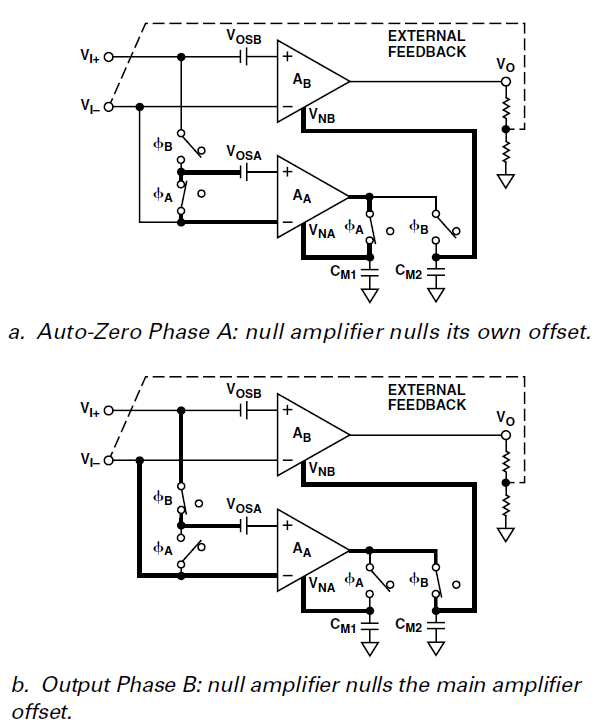 EXTERNAL
FEEDBACK
VOSB
VO
VI+
AB
VI–
VNB
ϕB
VOSA
ϕA
AA
VNA
ϕA
ϕB
CM1
CM2
a. Auto-Zero Phase A: null amplifier nulls its own offset.
EXTERNAL
FEEDBACK
VOSB
VO
VI+
AB
VI–
VNB
ϕB
VOSA
ϕA
AA
VNA
ϕA
ϕB
CM1
CM2
b. Output Phase B: null amplifier nulls the main amplifier
offset.